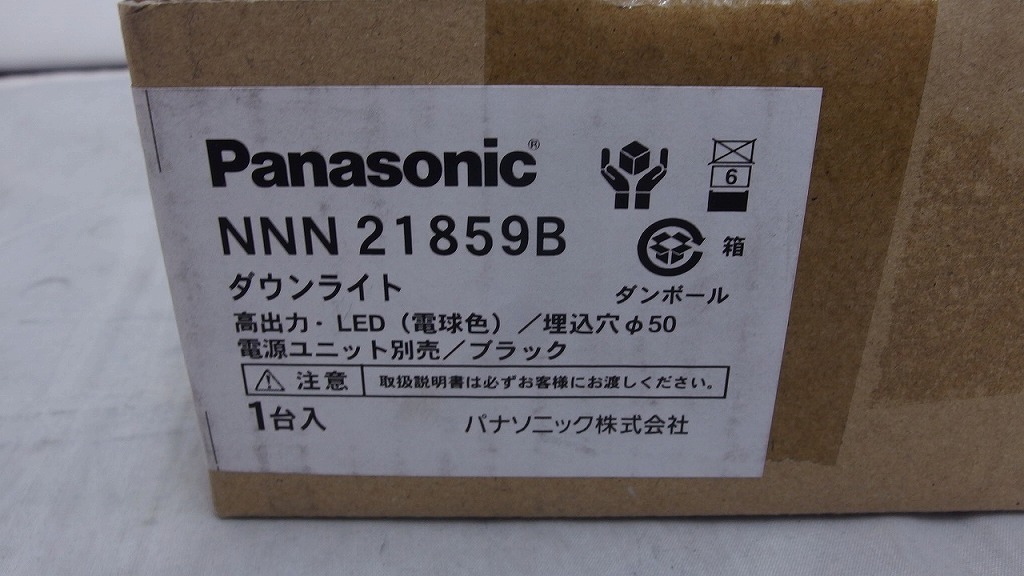 Panasonic®
NNN 21859B
ダウンライト
高出力・LED（電球色）／埋込穴φ50
電源ユニット別売／ブラック
注意 取扱説明書は必ずお客様にお渡しください。
1台入
パナソニック株式会社
6
箱
ダンボール